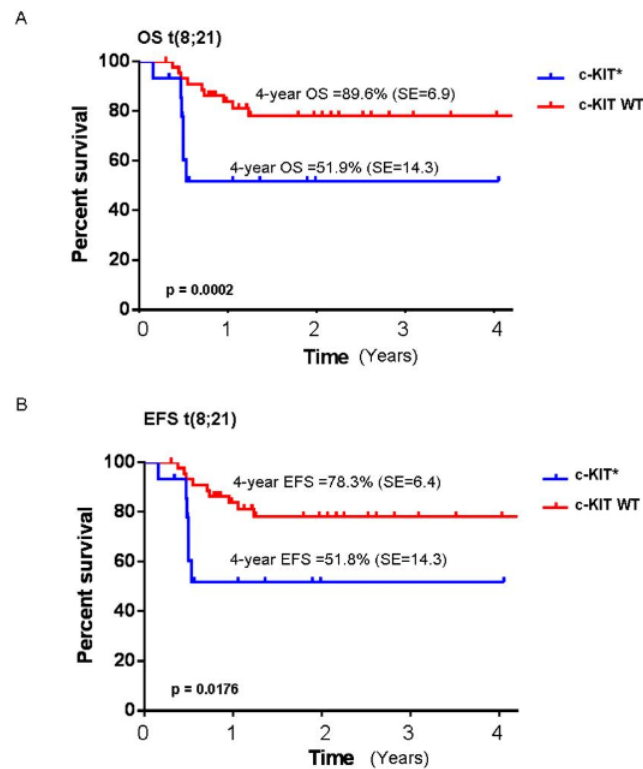 A
OS t(8;21)
c-KIT*
c-KIT WT
4-year OS =89.6% (SE=6.9)
4-year OS =51.9% (SE=14.3)
p = 0.0002
Percent survival
100
80
60
40
20
0
0 1 2 3 4
Time (Years)
B
EFS t(8;21)
c-KIT*
c-KIT WT
4-year EFS =78.3% (SE=6.4)
4-year EFS =51.8% (SE=14.3)
p = 0.0176
Percent survival
100
80
60
40
20
0
0 1 2 3 4
Time (Years)